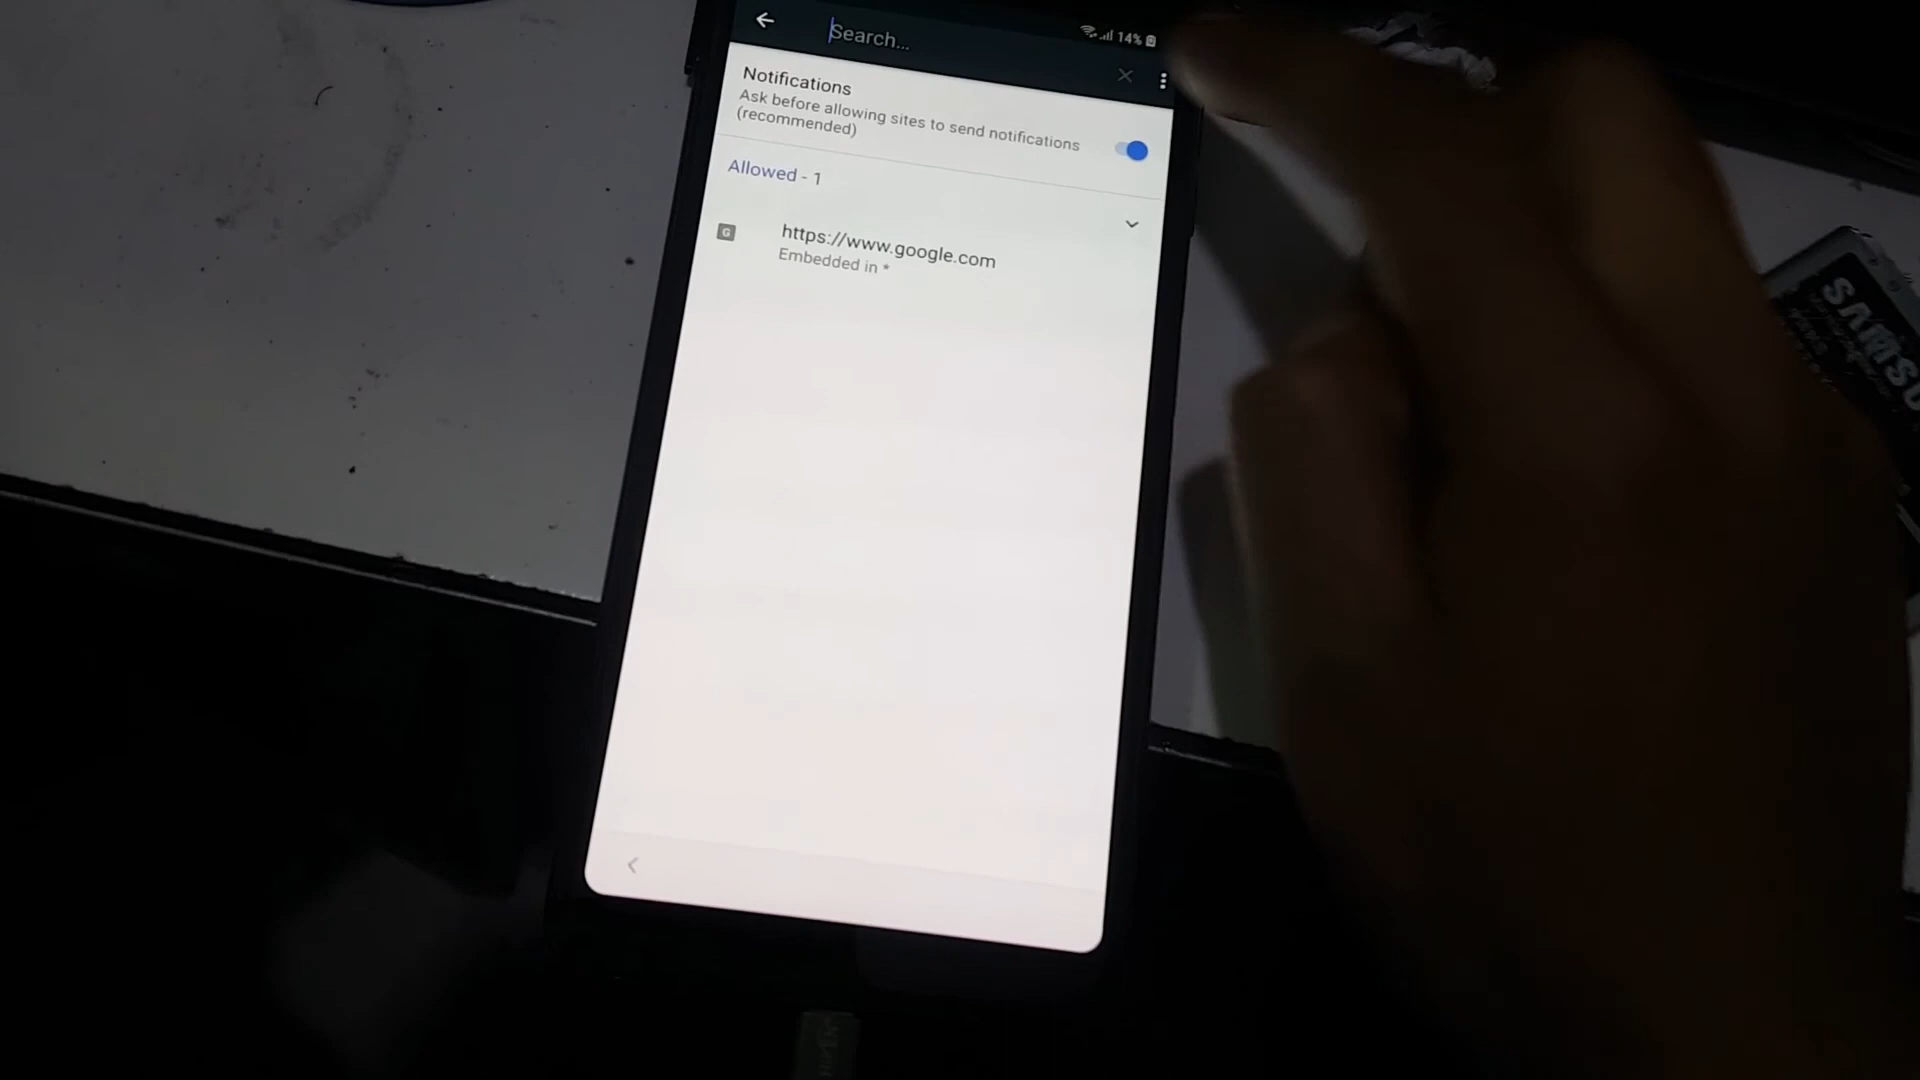 Search...
14%
Notifications
Ask before allowing sites to send notifications
(recommended)
Allowed - 1
G
https://www.google.com
Embedded in *